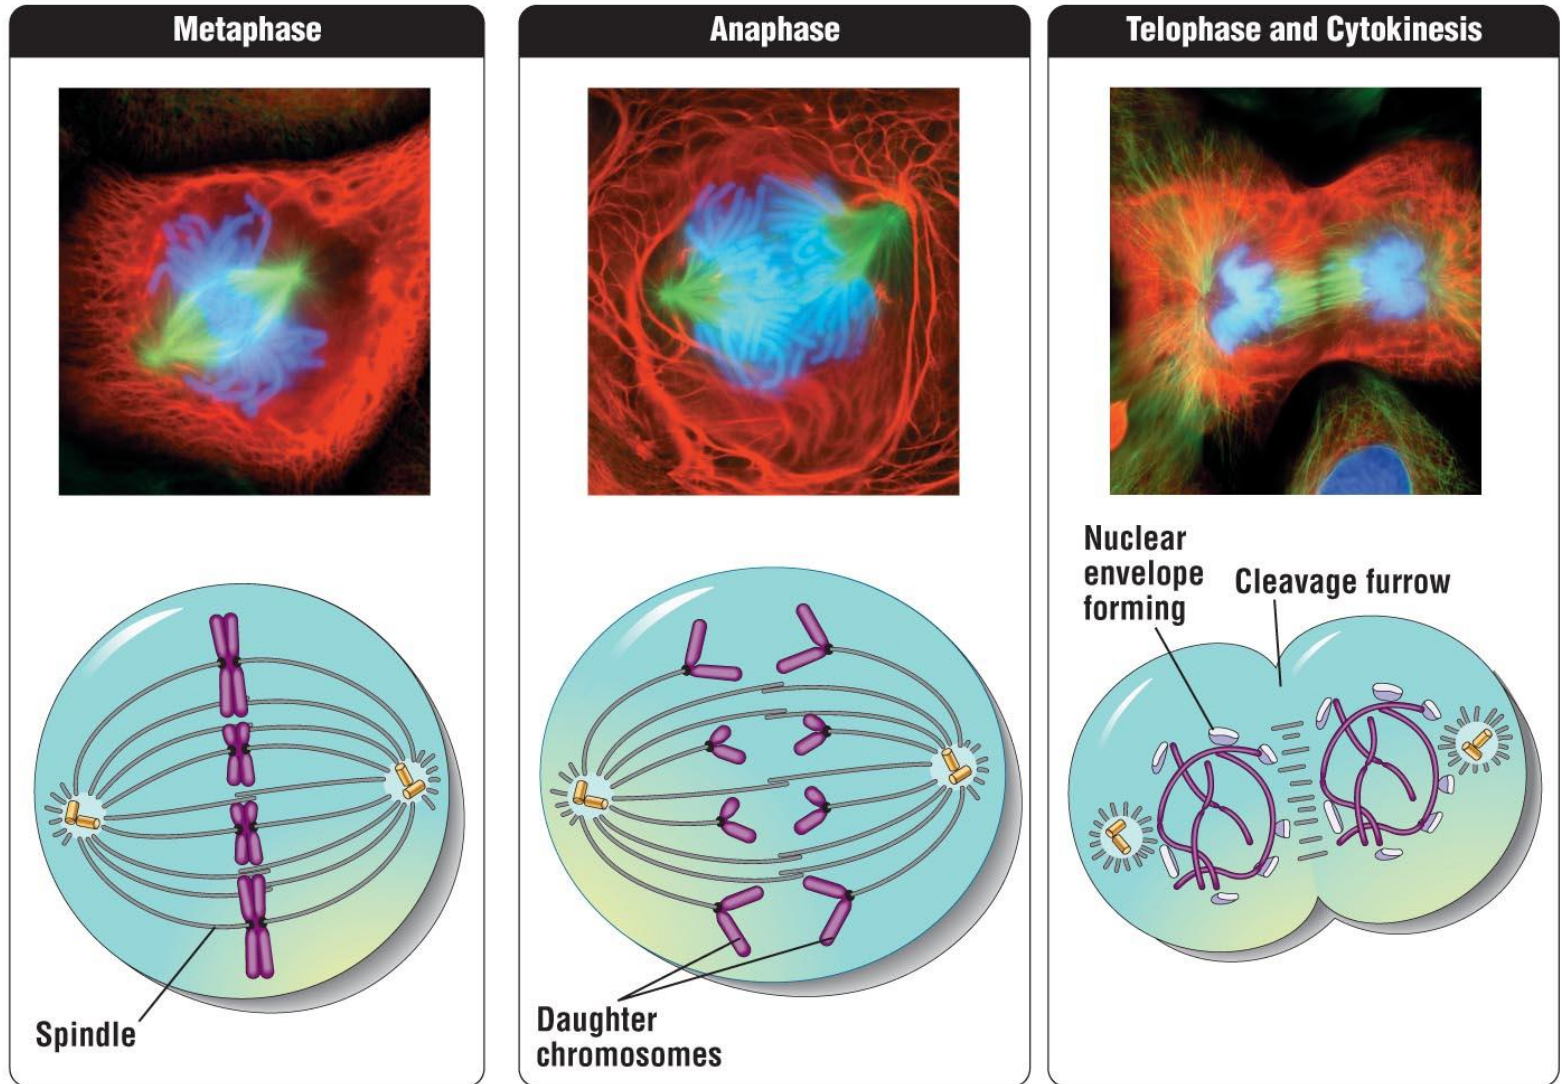 Metaphase
Anaphase
Telophase and Cytokinesis
Nuclear
envelope
forming
Cleavage furrow
Spindle
Daughter
chromosomes